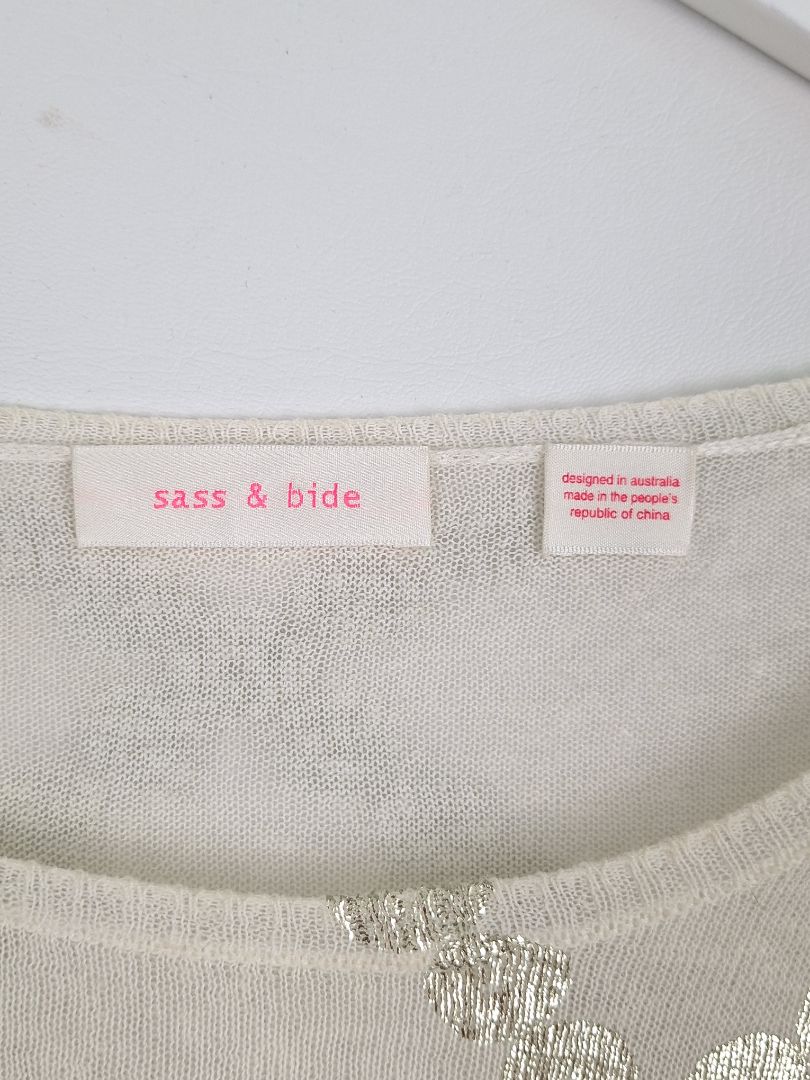 sass & bide
designed in australia
made in the people's
republic of china